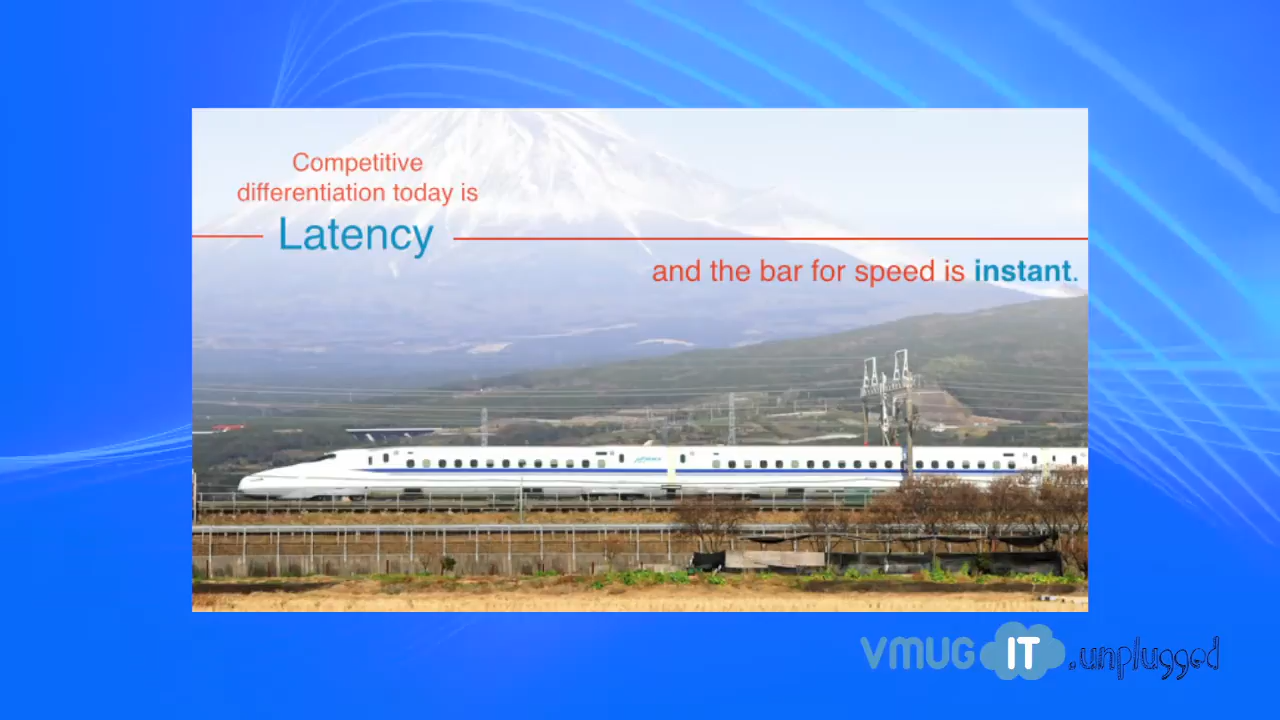 Competitive
differentiation today is
Latency
and the bar for speed is instant.
VMUG IT .unplugged